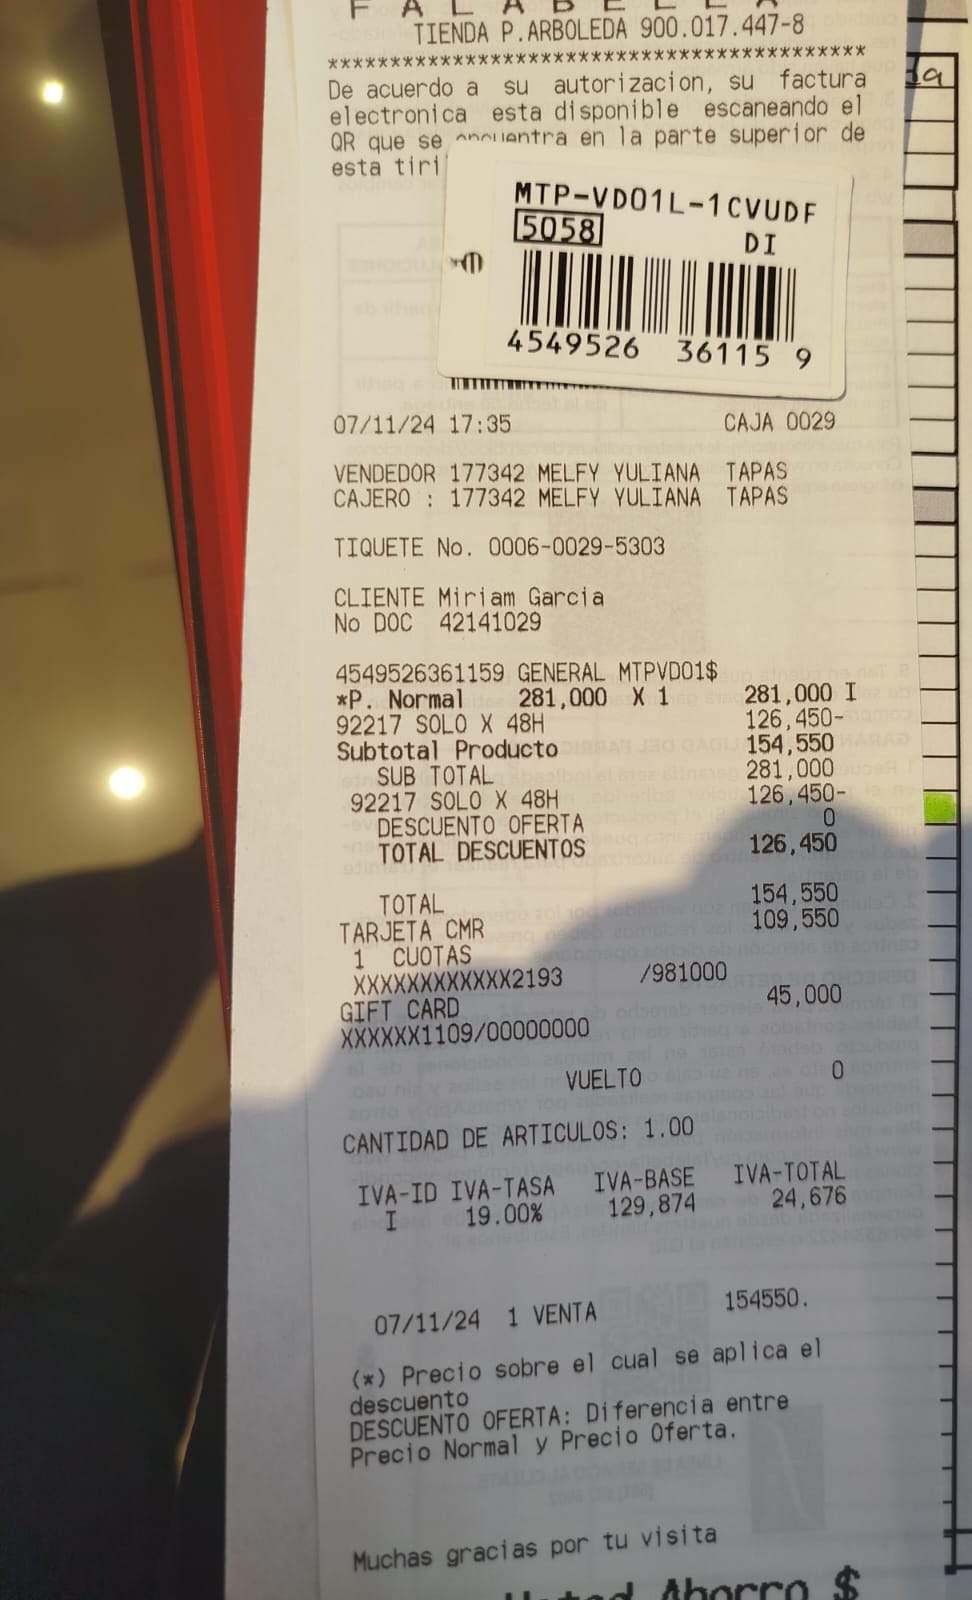 FALABELLA
TIENDA P.ARBOLEDA 900.017.447-8
*******************************************
De acuerdo a su autorizacion, su factura
electronica esta disponible escaneando el
QR que se encuentra en la parte superior de
esta tiri
MTP-VD01L-1CVUDF
5058 DI
4549526 36115 9
07/11/24 17:35 CAJA 0029
VENDEDOR 177342 MELFY YULIANA TAPAS
CAJERO : 177342 MELFY YULIANA TAPAS
TIQUETE No. 0006-0029-5303
CLIENTE Miriam Garcia
No DOC 42141029
4549526361159 GENERAL MTPVD01$
*P. Normal 281,000 X 1 281,000 I
92217 SOLO X 48H 126,450-
Subtotal Producto 154,550
SUB TOTAL 281,000
92217 SOLO X 48H 126,450-
DESCUENTO OFERTA 0
TOTAL DESCUENTOS 126,450
TOTAL 154,550
TARJETA CMR 109,550
1 CUOTAS
XXXXXXXXXXXX2193 /981000
GIFT CARD 45,000
XXXXXX1109/00000000
VUELTO 0
CANTIDAD DE ARTICULOS: 1.00
IVA-ID IVA-TASA IVA-BASE IVA-TOTAL
I 19.00% 129,874 24,676
07/11/24 1 VENTA 154550.
(*) Precio sobre el cual se aplica el
descuento
DESCUENTO OFERTA: Diferencia entre
Precio Normal y Precio Oferta.
Muchas gracias por tu visita
Usted Ahorro $